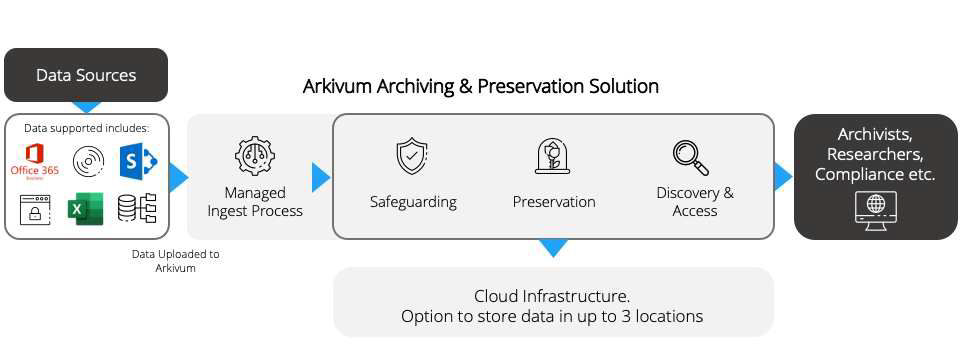 Data Sources
Arkivum Archiving & Preservation Solution
Data supported includes:
Office 365
S
X
Data Uploaded to
Arkivum
Managed
Ingest Process
Safeguarding
Preservation
Discovery &
Access
Archivists,
Researchers,
Compliance etc.
Cloud Infrastructure.
Option to store data in up to 3 locations